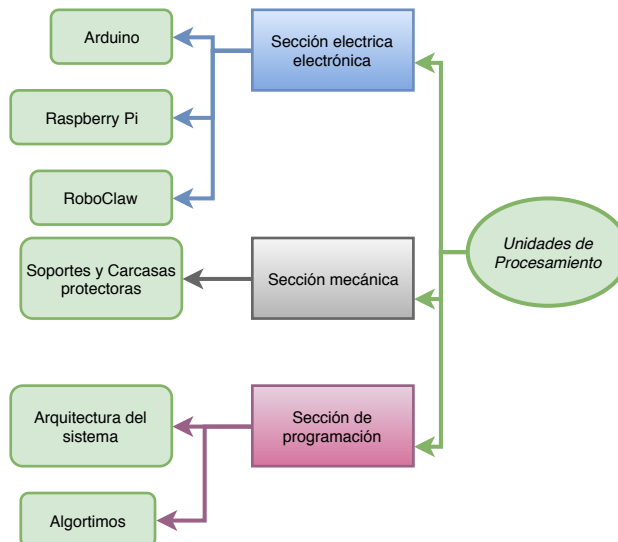 Arduino
Sección electrica
electrónica
Raspberry Pi
RoboClaw
Unidades de
Procesamiento
Soportes y Carcasas
protectoras
Sección mecánica
Arquitectura del
sistema
Sección de
programación
Algortimos